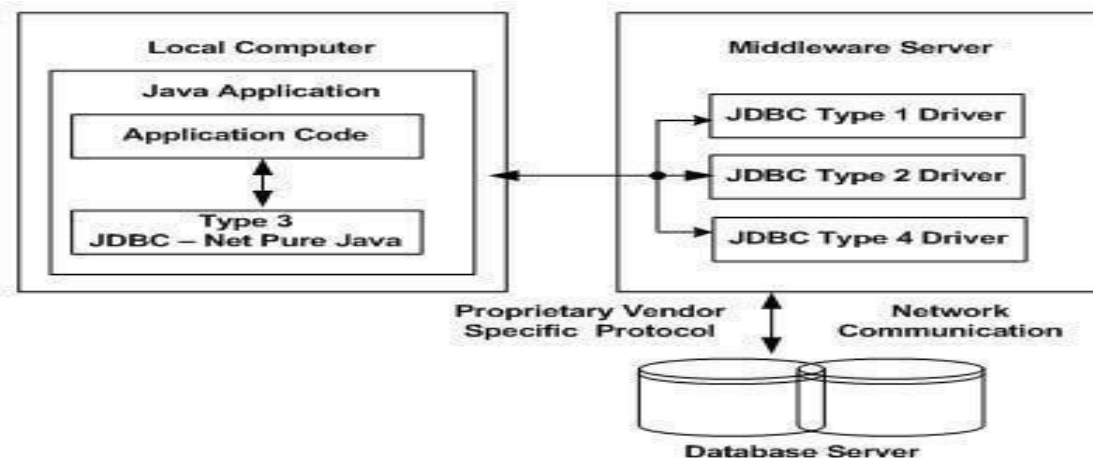 Local Computer
Java Application
Application Code
Type 3
JDBC – Net Pure Java
Middleware Server
JDBC Type 1 Driver
JDBC Type 2 Driver
JDBC Type 4 Driver
Proprietary Vendor
Specific Protocol
Network
Communication
Database Server